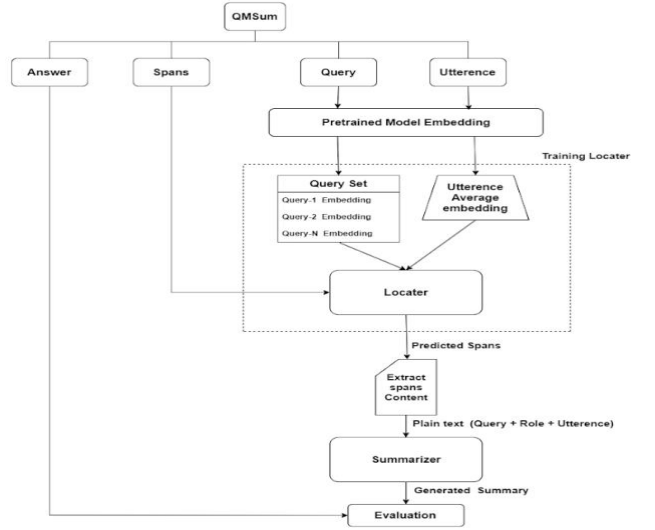 QMSum
Answer
Spans
Query
Utterence
Pretrained Model Embedding
Training Locater
Query Set
Query-1 Embedding
Query-2 Embedding
Query-N Embedding
Utterence
Average
embedding
Locater
Predicted Spans
Extract
spans
Content
Plain text (Query + Role + Utterence)
Summarizer
Generated Summary
Evaluation